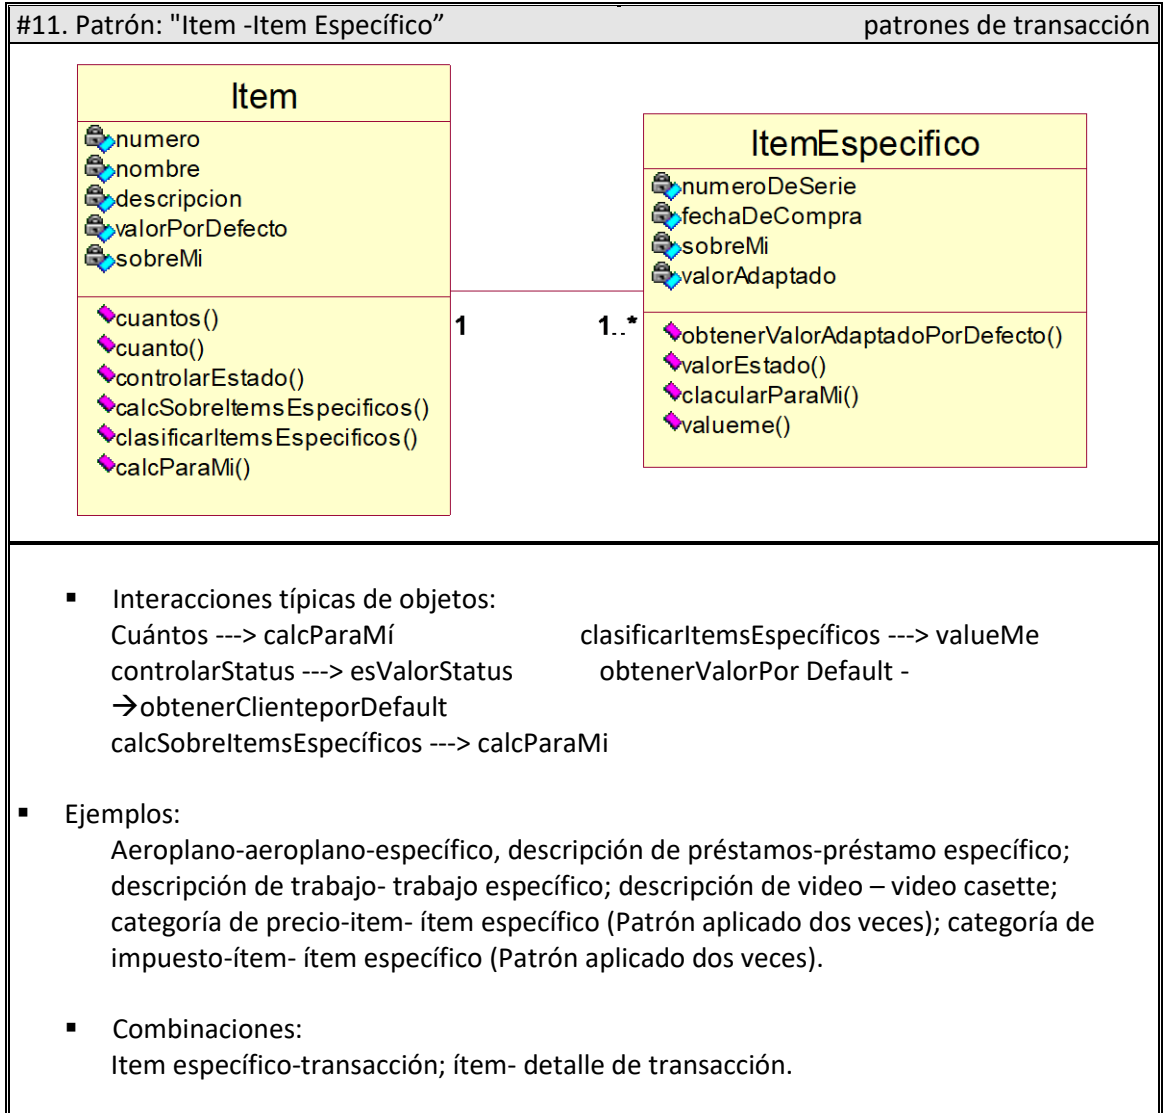 #11. Patrón: "Item -Item Específico” patrones de transacción
Item
numero
nombre
descripcion
valorPorDefecto
sobreMi
cuantos()
cuanto()
controlarEstado()
calcSobreItemsEspecificos()
clasificarItemsEspecificos()
calcParaMi()
1
1..*
ItemEspecifico
numeroDeSerie
fechaDeCompra
sobreMi
valorAdaptado
obtenerValorAdaptadoPorDefecto()
valorEstado()
clacularParaMi()
valueme()
▪ Interacciones típicas de objetos:
Cuántos ---> calcParaMí clasificarItemsEspecíficos ---> valueMe
controlarStatus ---> esValorStatus obtenerValorPor Default -
→obtenerClienteporDefault
calcSobreItemsEspecíficos ---> calcParaMi
▪ Ejemplos:
Aeroplano-aeroplano-específico, descripción de préstamos-préstamo específico;
descripción de trabajo- trabajo específico; descripción de video – video casette;
categoría de precio-item- ítem específico (Patrón aplicado dos veces); categoría de
impuesto-ítem- ítem específico (Patrón aplicado dos veces).
▪ Combinaciones:
Item específico-transacción; ítem- detalle de transacción.